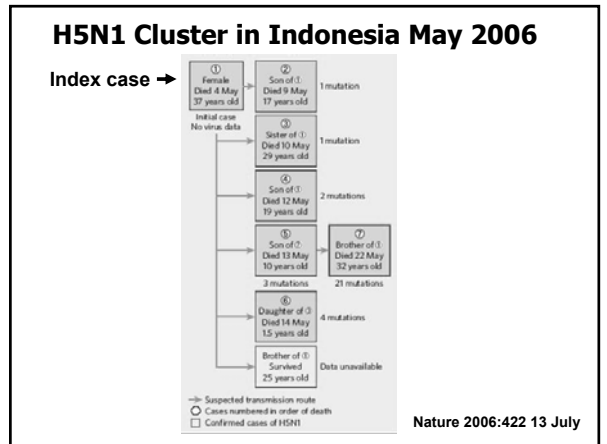 H5N1 Cluster in Indonesia May 2006
Index case →
①
Female
Died 4 May
37 years old
Initial case
No virus data
②
Son of ①
Died 9 May
17 years old
1 mutation
③
Sister of ①
Died 10 May
29 years old
1 mutation
④
Son of ①
Died 12 May
19 years old
2 mutations
⑤
Son of
Died 13 May
10 years old
3 mutations
⑦
Brother of ①
Died 22 May
32 years old
21 mutations
⑥
Daughter of ③
Died 14 May
1.5 years old
4 mutations
Brother of ①
Survived
25 years old
Data unavailable
Suspected transmission route
Cases numbered in order of death
Confirmed cases of H5N1
Nature 2006:422 13 July